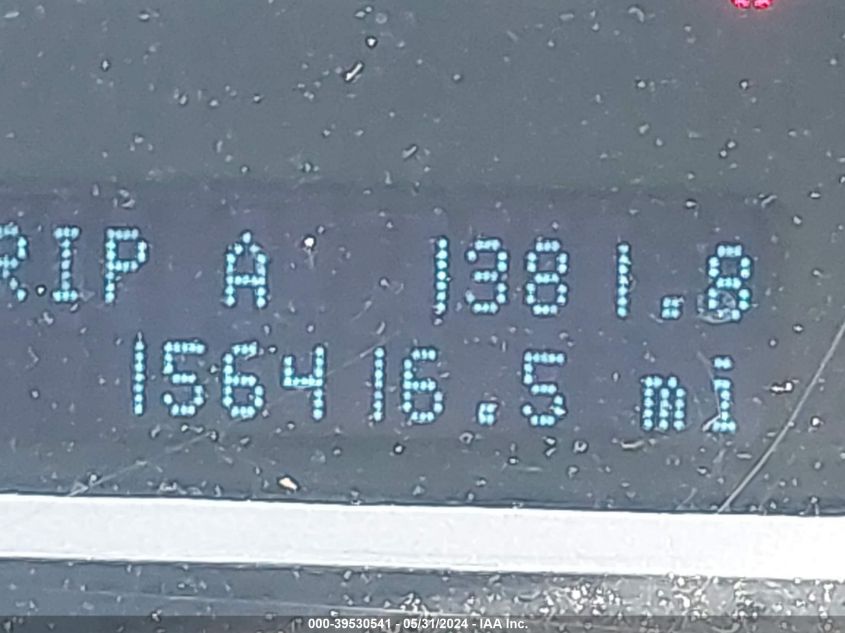 RIP A 1381.8
156416.5 mi
000-39530541 - 05/31/2024 - IAA Inc.